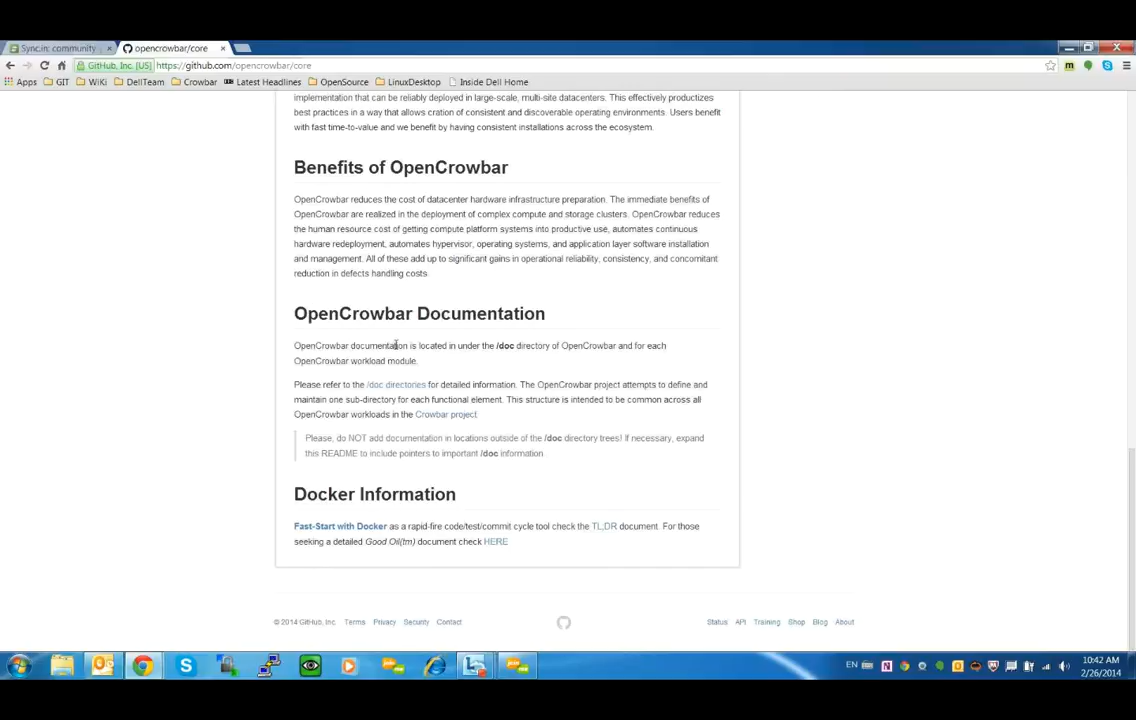 Sync.in: community
opencrowbar/core
GitHub, Inc. [US]
https://github.com/opencrowbar/core
Apps
GIT
WiKi
DellTeam
Crowbar
Latest Headlines
OpenSource
LinuxDesktop
Inside Dell Home
implementation that can be reliably deployed in large-scale, multi-site datacenters. This effectively productizes
best practices in a way that allows cration of consistent and discoverable operating environments. Users benefit
with fast time-to-value and we benefit by having consistent installations across the ecosystem.
Benefits of OpenCrowbar
OpenCrowbar reduces the cost of datacenter hardware infrastructure preparation. The immediate benefits of
OpenCrowbar are realized in the deployment of complex compute and storage clusters. OpenCrowbar reduces
the human resource cost of getting compute platform systems into productive use, automates continuous
hardware redeployment, automates hypervisor, operating systems, and application layer software installation
and management. All of these add up to significant gains in operational reliability, consistency, and concomitant
reduction in defects handling costs.
OpenCrowbar Documentation
OpenCrowbar documentation is located in under the /doc directory of OpenCrowbar and for each
OpenCrowbar workload module.
Please refer to the /doc directories for detailed information. The OpenCrowbar project attempts to define and
maintain one sub-directory for each functional element. This structure is intended to be common across all
OpenCrowbar workloads in the Crowbar project.
Please, do NOT add documentation in locations outside of the /doc directory trees! If necessary, expand
this README to include pointers to important /doc information.
Docker Information
Fast-Start with Docker as a rapid-fire code/test/commit cycle tool check the TL;DR document. For those
seeking a detailed Good Oil(tm) document check HERE
© 2014 GitHub, Inc. Terms Privacy Security Contact
Status API Training Shop Blog About
EN
10:42 AM
2/26/2014